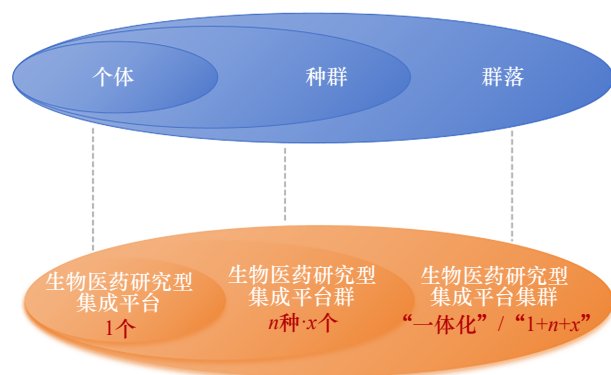 个体
种群
群落
生物医药研究型
集成平台
1个
生物医药研究型
集成平台群
n种·x个
生物医药研究型
集成平台集群
“一体化” / “1+n+x”